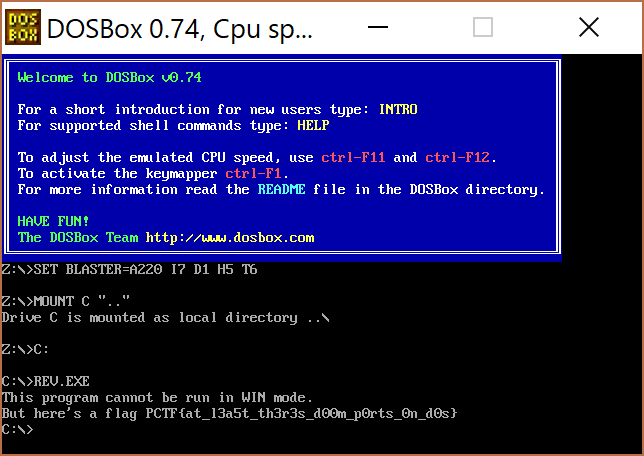 DOS
BOX
DOSBox 0.74, Cpu sp...
Welcome to DOSBox v0.74
For a short introduction for new users type: INTRO
For supported shell commands type: HELP
To adjust the emulated CPU speed, use ctrl-F11 and ctrl-F12.
To activate the keymapper ctrl-F1.
For more information read the README file in the DOSBox directory.
HAVE FUN!
The DOSBox Team http://www.dosbox.com
Z:\>SET BLASTER=A220 I7 D1 H5 T6
Z:\>MOUNT C ".."
Drive C is mounted as local directory ..\
Z:\>C:
C:\>REV.EXE
This program cannot be run in WIN mode.
But here's a flag PCTF{at_l3a5t_th3r3s_d00m_p0rts_0n_d0s}
C:\>